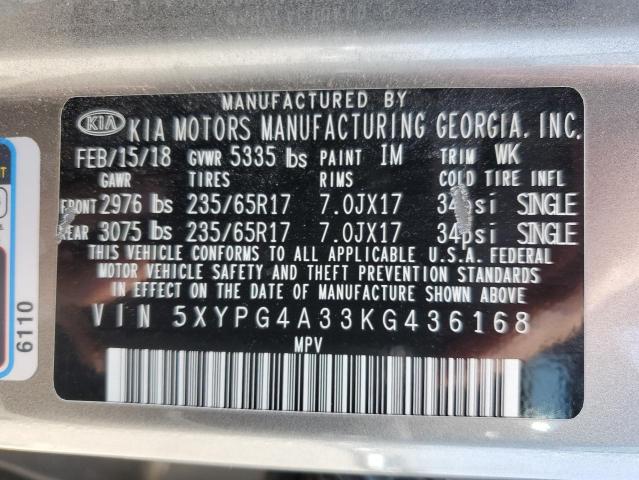 MANUFACTURED BY
KIA KIA MOTORS MANUFACTURING GEORGIA, INC.
FEB/15/18 GVWR 5335 lbs PAINT IM TRIM WK
GAWR TIRES RIMS COLD TIRE INFL
FRONT 2976 lbs 235/65R17 7.0JX17 34psi SINGLE
REAR 3075 lbs 235/65R17 7.0JX17 34psi SINGLE
THIS VEHICLE CONFORMS TO ALL APPLICABLE U.S.A. FEDERAL
MOTOR VEHICLE SAFETY AND THEFT PREVENTION STANDARDS
IN EFFECT ON THE DATE OF MANUFACTURE SHOWN ABOVE.
VIN 5XYPG4A33KG436168
MPV
6110